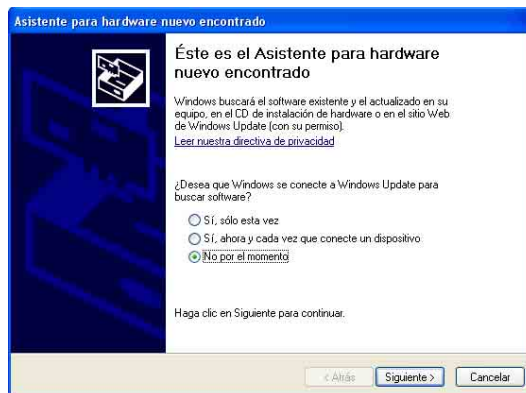 Asistente para hardware nuevo encontrado
Éste es el Asistente para hardware
nuevo encontrado
Windows buscará el software existente y el actualizado en su
equipo, en el CD de instalación de hardware o en el sitio Web
de Windows Update (con su permiso).
Leer nuestra directiva de privacidad
¿Desea que Windows se conecte a Windows Update para
buscar software?
Sí, sólo esta vez
Sí, ahora y cada vez que conecte un dispositivo
No por el momento
Haga clic en Siguiente para continuar.
< Atrás Siguiente > Cancelar